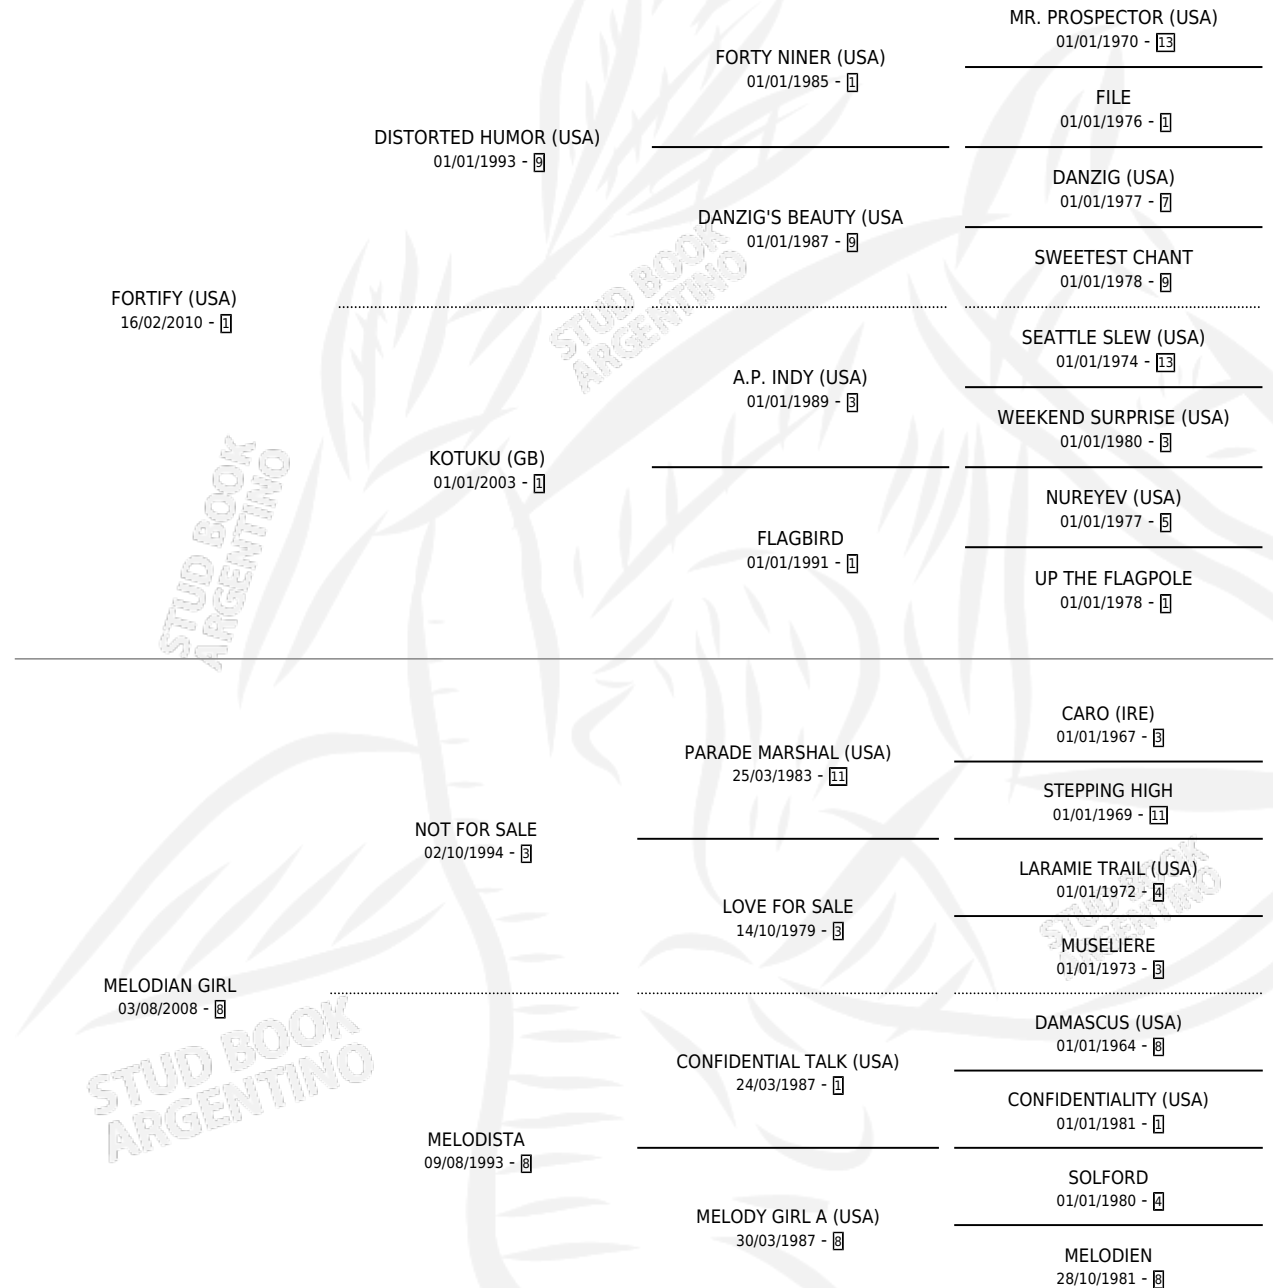 MR. PROSPECTOR (USA)
01/01/1970 - 13
FORTY NINER (USA)
01/01/1985 - 1
FILE
01/01/1976 - 1
DISTORTED HUMOR (USA)
01/01/1993 - 9
DANZIG (USA)
01/01/1977 - 7
DANZIG'S BEAUTY (USA
01/01/1987 - 9
SWEETEST CHANT
01/01/1978 - 9
FORTIFY (USA)
16/02/2010 - 1
STUD BOOK
ARGENTINO
SEATTLE SLEW (USA)
01/01/1974 - 13
A.P. INDY (USA)
01/01/1989 - 3
WEEKEND SURPRISE (USA)
01/01/1980 - 3
KOTUKU (GB)
01/01/2003 - 1
NUREYEV (USA)
01/01/1977 - 5
FLAGBIRD
01/01/1991 - 1
UP THE FLAGPOLE
01/01/1978 - 1
STUD BOOK
ARGENTINO
CARO (IRE)
01/01/1967 - 3
PARADE MARSHAL (USA)
25/03/1983 - 11
STEPPING HIGH
01/01/1969 - 11
NOT FOR SALE
02/10/1994 - 3
LARAMIE TRAIL (USA)
01/01/1972 - 4
LOVE FOR SALE
14/10/1979 - 3
STUD BOOK
ARGENTINO
MUSELIERE
01/01/1973 - 3
MELODIAN GIRL
03/08/2008 - 8
STUD BOOK
ARGENTINO
DAMASCUS (USA)
01/01/1964 - 8
CONFIDENTIAL TALK (USA)
24/03/1987 - 1
CONFIDENTIALITY (USA)
01/01/1981 - 1
MELODISTA
09/08/1993 - 8
SOLFORD
01/01/1980 - 4
MELODY GIRL A (USA)
30/03/1987 - 8
MELODIEN
28/10/1981 - 8